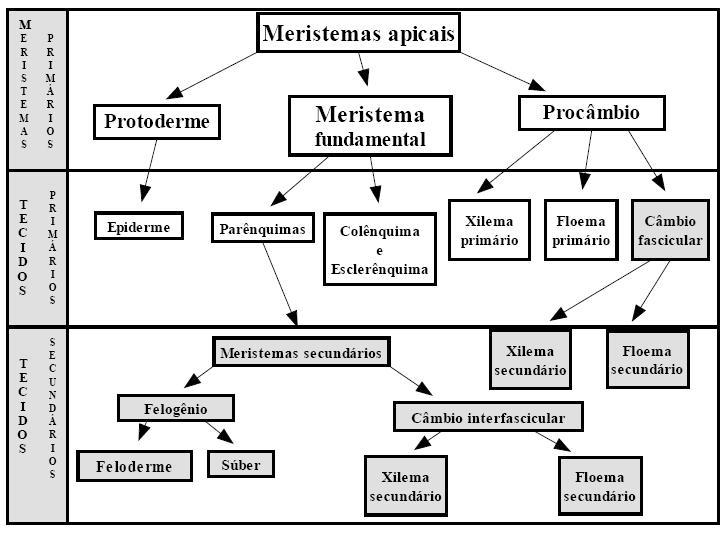 MERISTEMAS
PRIMÁRIOS
Meristemas apicais
Protoderme
Meristema
fundamental
Procâmbio
TECIDOS
PRIMÁRIOS
Epiderme
Parênquimas
Colênquima
e
Esclerênquima
Xilema
primário
Floema
primário
Câmbio
fascicular
TECIDOS
SECUNDÁRIOS
Meristemas secundários
Xilema
secundário
Floema
secundário
Felogênio
Câmbio interfascicular
Feloderme
Súber
Xilema
secundário
Floema
secundário